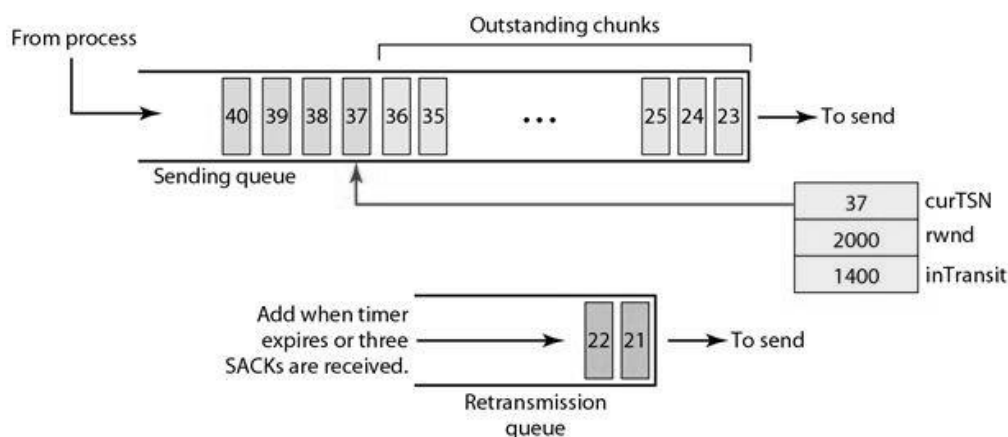 Outstanding chunks
From process
40 39 38 37 36 35 ... 25 24 23
To send
Sending queue
37 curTSN
2000 rwnd
1400 inTransit
Add when timer
expires or three
SACKs are received.
22 21
To send
Retransmission
queue